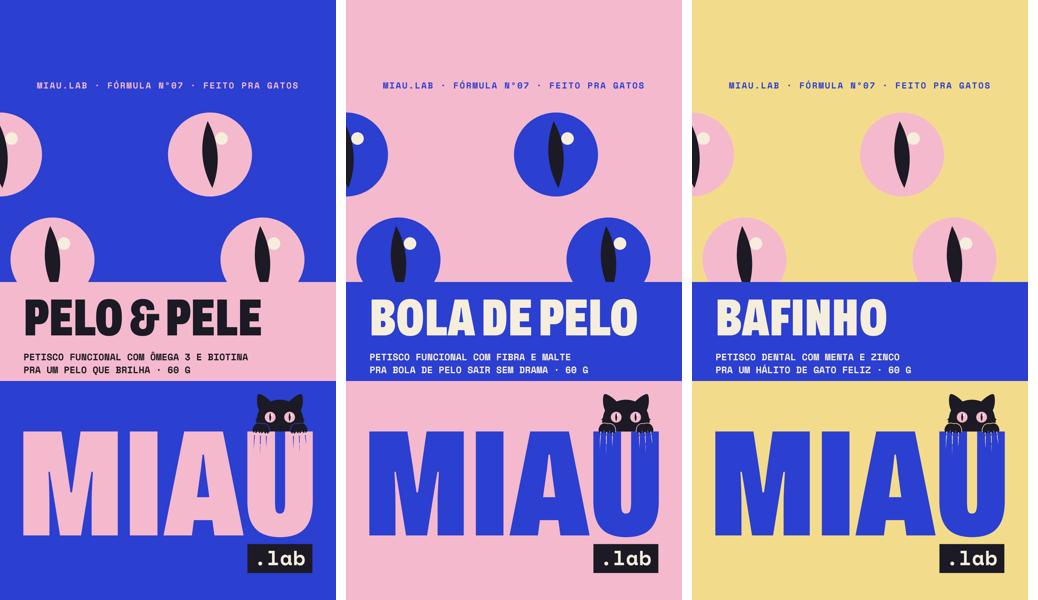 MIAU.LAB · FÓRMULA Nº07 · FEITO PRA GATOS
PELO & PELE
PETISCO FUNCIONAL COM ÔMEGA 3 E BIOTINA
PRA UM PELO QUE BRILHA · 60 G
MIAU
.lab
MIAU.LAB · FÓRMULA Nº07 · FEITO PRA GATOS
BOLA DE PELO
PETISCO FUNCIONAL COM FIBRA E MALTE
PRA BOLA DE PELO SAIR SEM DRAMA · 60 G
MIAU
.lab
MIAU.LAB · FÓRMULA Nº07 · FEITO PRA GATOS
BAFINHO
PETISCO DENTAL COM MENTA E ZINCO
PRA UM HÁLITO DE GATO FELIZ · 60 G
MIAU
.lab